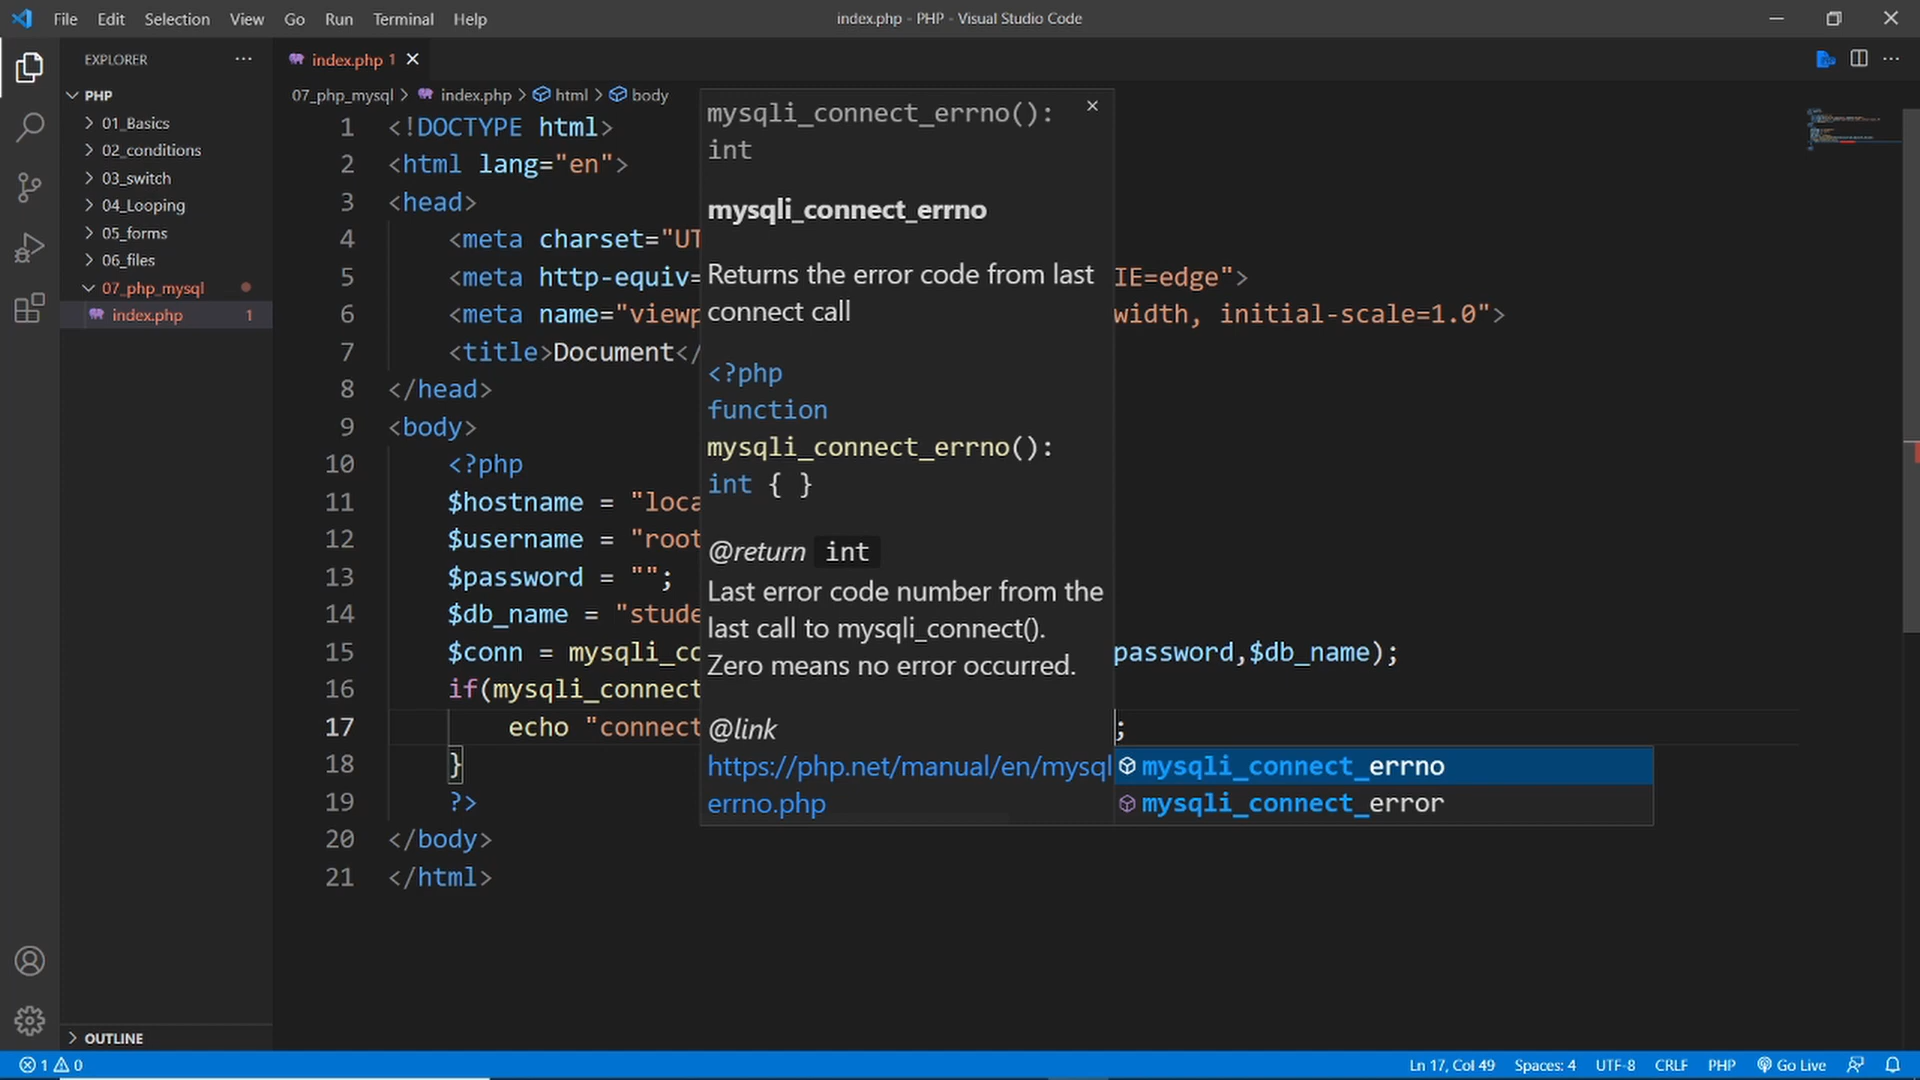 File Edit Selection View Go Run Terminal Help
index.php - PHP - Visual Studio Code
EXPLORER
PHP
01_Basics
02_conditions
03_switch
04_Looping
05_forms
06_files
07_php_mysql
index.php 1
OUTLINE
index.php 1
07_php_mysql > index.php > html > body
1 <!DOCTYPE html>
2 <html lang="en">
3 <head>
4 <meta charset="UT
5 <meta http-equiv= IE=edge">
6 <meta name="viewp width, initial-scale=1.0">
7 <title>Document</
8 </head>
9 <body>
10 <?php
11 $hostname = "loca
12 $username = "root
13 $password = "";
14 $db_name = "stude
15 $conn = mysqli_co password,$db_name);
16 if(mysqli_connect
17 echo "connect ;
18 }
19 ?>
20 </body>
21 </html>
mysqli_connect_errno():
int
mysqli_connect_errno
Returns the error code from last
connect call
<?php
function
mysqli_connect_errno():
int { }
@return int
Last error code number from the
last call to mysqli_connect().
Zero means no error occurred.
@link
https://php.net/manual/en/mysql
errno.php
mysqli_connect_errno
mysqli_connect_error
1 0
Ln 17, Col 49 Spaces: 4 UTF-8 CRLF PHP Go Live